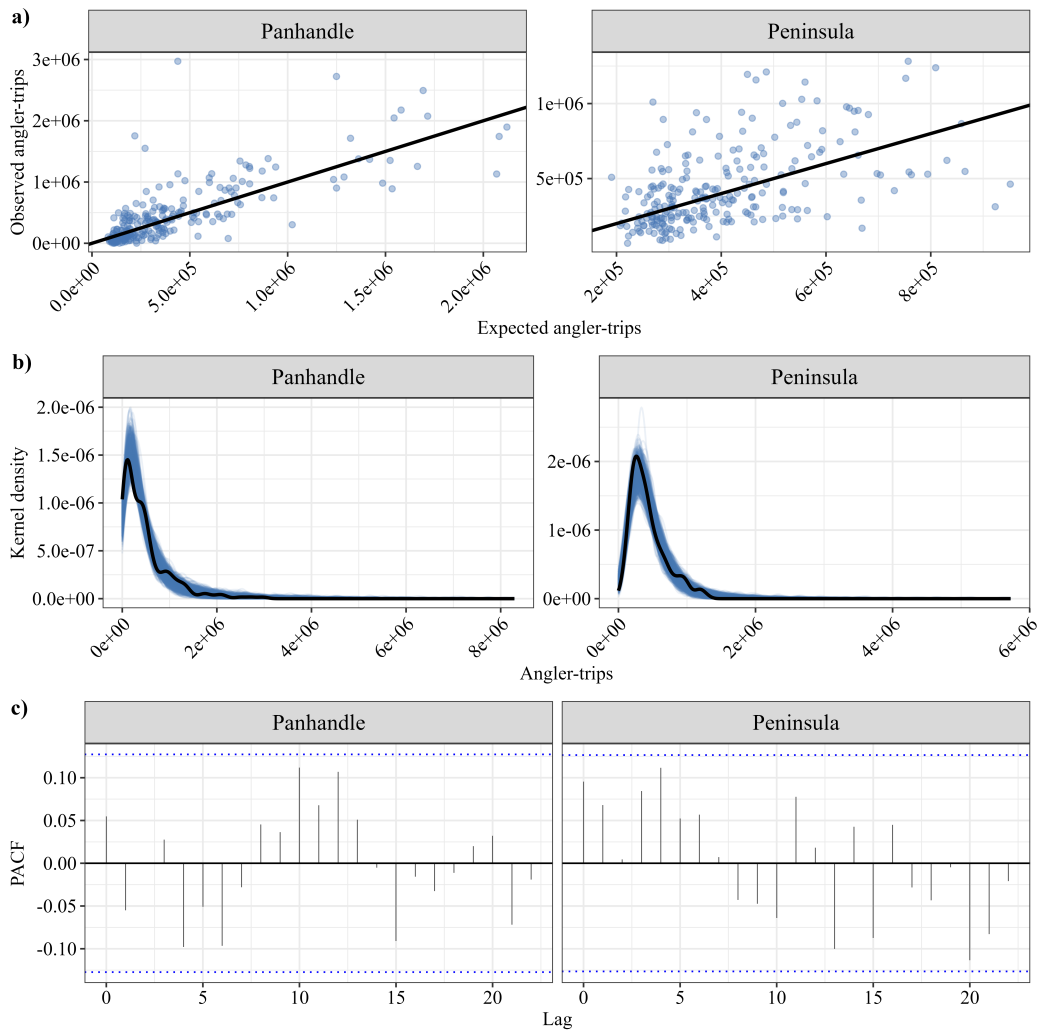 a)
Panhandle
Peninsula
Observed angler-trips
3e+06
2e+06
1e+06
0e+00
1e+06
5e+05
0.0e+00
5.0e+05
1.0e+06
1.5e+06
2.0e+06
2e+05
4e+05
6e+05
8e+05
Expected angler-trips
b)
Panhandle
Peninsula
Kernel density
2.0e-06
1.5e-06
1.0e-06
5.0e-07
0.0e+00
2e-06
1e-06
0e+00
0e+00
2e+06
4e+06
6e+06
8e+06
0e+00
2e+06
4e+06
6e+06
Angler-trips
c)
Panhandle
Peninsula
PACF
0.10
0.05
0.00
-0.05
-0.10
0
5
10
15
20
0
5
10
15
20
Lag